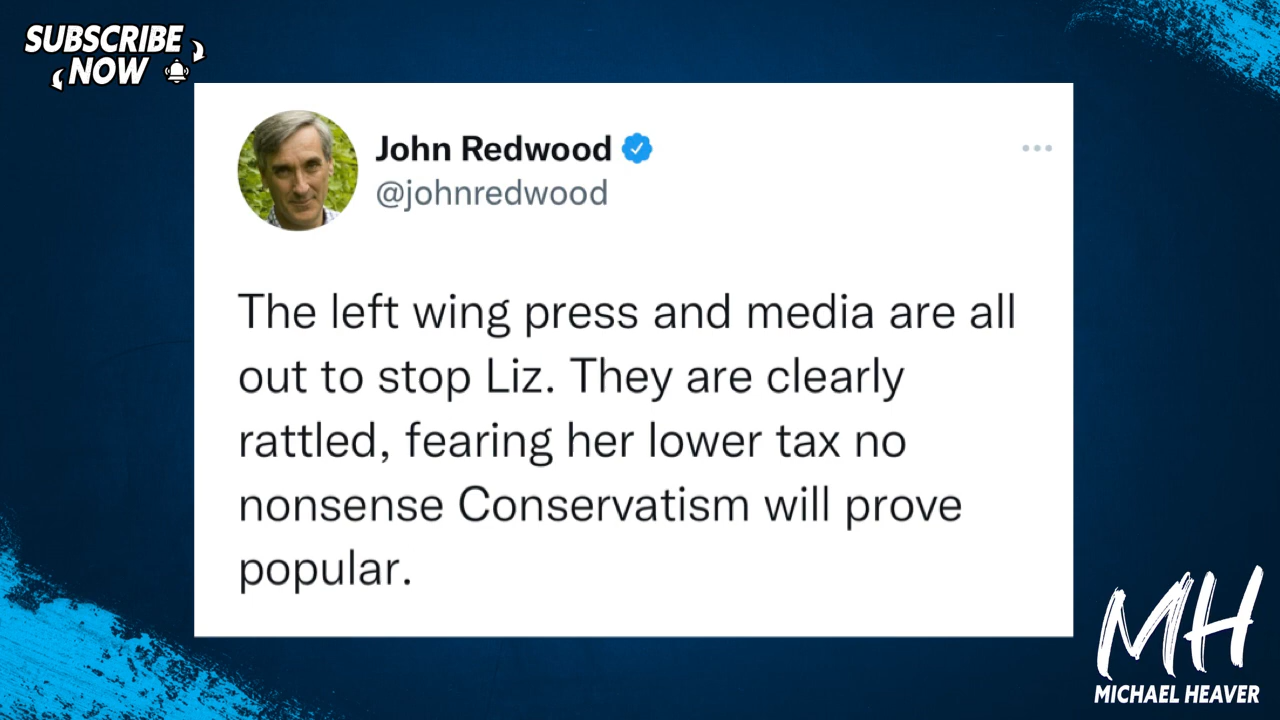 SUBSCRIBE
NOW
John Redwood
@johnredwood
The left wing press and media are all
out to stop Liz. They are clearly
rattled, fearing her lower tax no
nonsense Conservatism will prove
popular.
MH
MICHAEL HEAVER